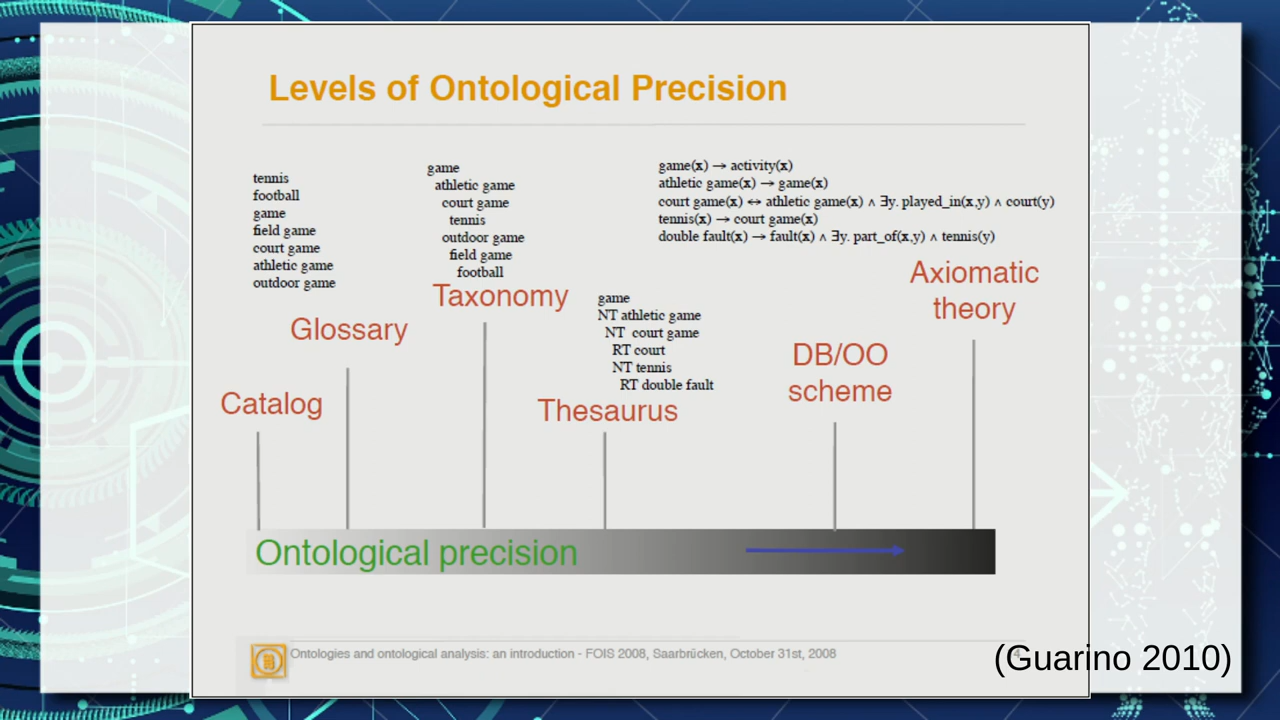 Levels of Ontological Precision
tennis
football
game
field game
court game
athletic game
outdoor game
Glossary
Catalog
game
athletic game
court game
tennis
outdoor game
field game
football
Taxonomy
game
NT athletic game
NT court game
RT court
NT tennis
RT double fault
Thesaurus
game(x) → activity(x)
athletic game(x) → game(x)
court game(x) ↔ athletic game(x) ∧ ∃y. played_in(x,y) ∧ court(y)
tennis(x) → court game(x)
double fault(x) → fault(x) ∧ ∃y. part_of(x,y) ∧ tennis(y)
Axiomatic
theory
DB/OO
scheme
Ontological precision
Ontologies and ontological analysis: an introduction - FOIS 2008, Saarbrücken, October 31st, 2008
(Guarino 2010)